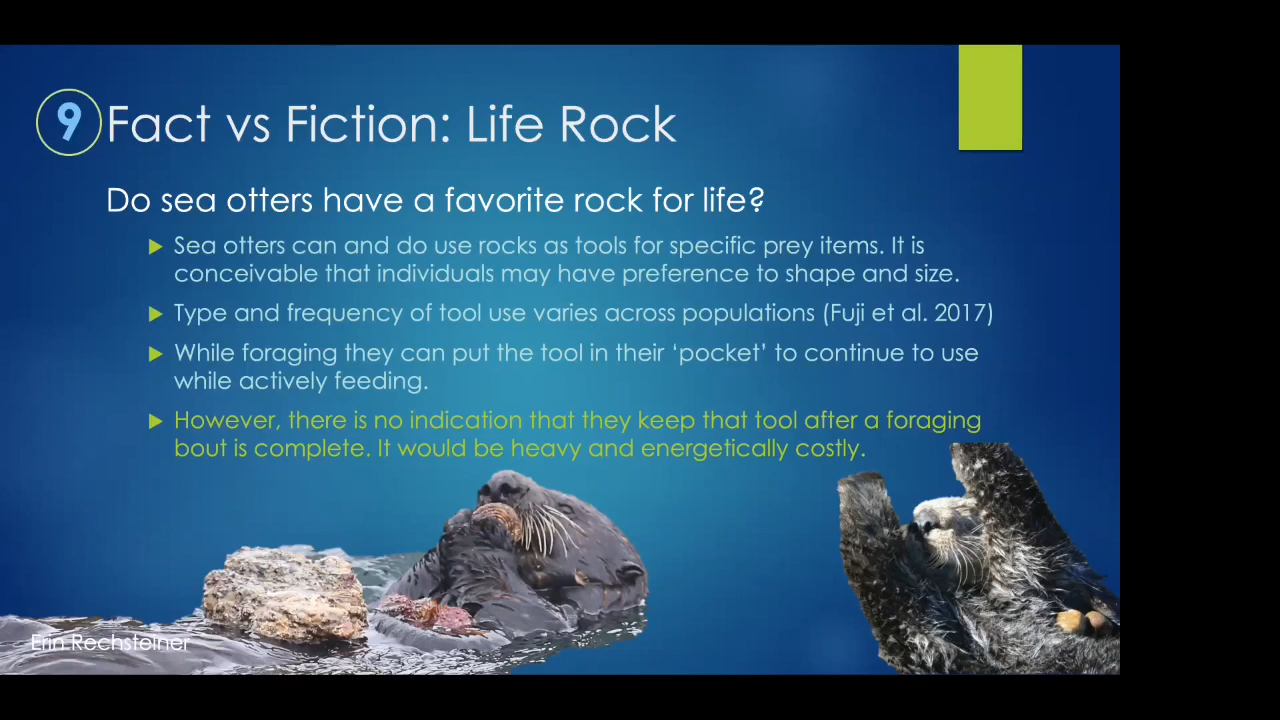 9 Fact vs Fiction: Life Rock
Do sea otters have a favorite rock for life?
Sea otters can and do use rocks as tools for specific prey items. It is
conceivable that individuals may have preference to shape and size.
Type and frequency of tool use varies across populations (Fuji et al. 2017)
While foraging they can put the tool in their ‘pocket’ to continue to use
while actively feeding.
However, there is no indication that they keep that tool after a foraging
bout is complete. It would be heavy and energetically costly.
Erin Rechsteiner